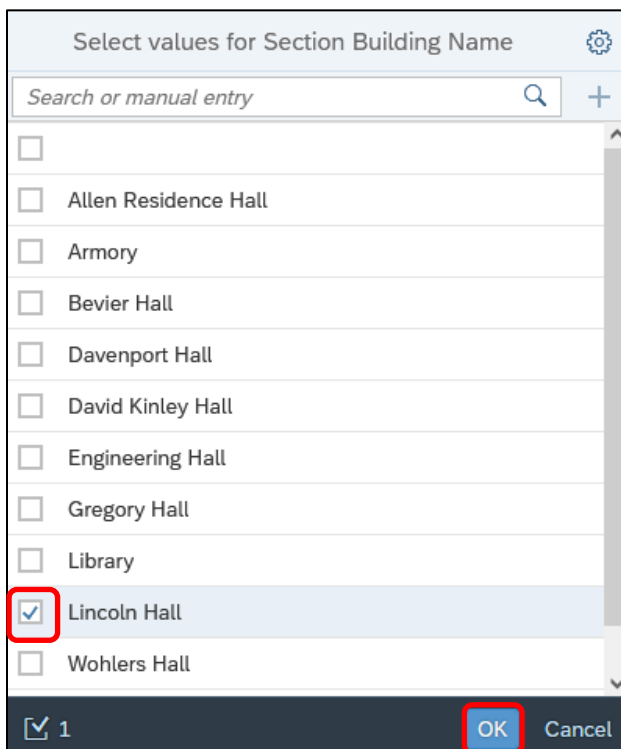 Select values for Section Building Name
Search or manual entry
Allen Residence Hall
Armory
Bevier Hall
Davenport Hall
David Kinley Hall
Engineering Hall
Gregory Hall
Library
Lincoln Hall
Wohlers Hall
1 OK Cancel